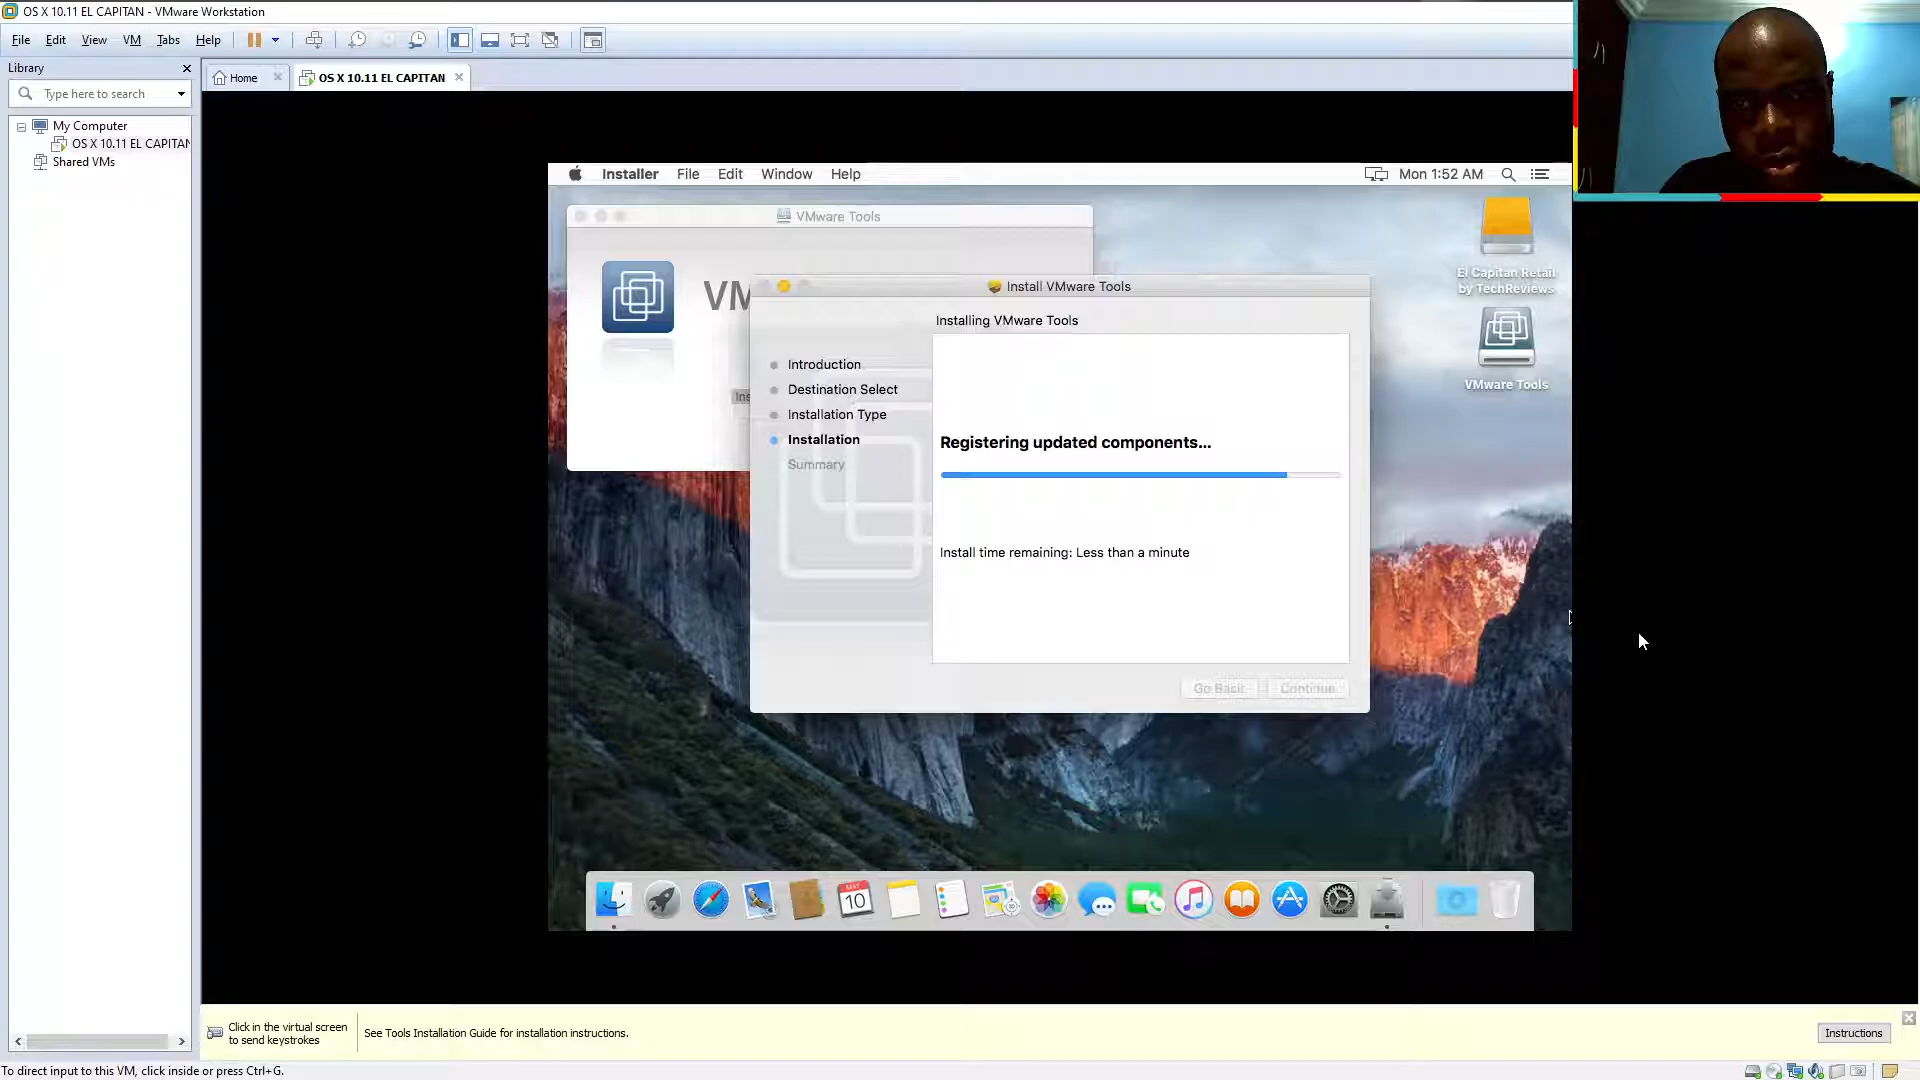 OS X 10.11 EL CAPITAN - VMware Workstation
File Edit View VM Tabs Help
Library
Home
OS X 10.11 EL CAPITAN
Type here to search
My Computer
OS X 10.11 EL CAPITAN
Shared VMs
Installer File Edit Window Help
Mon 1:52 AM
VMware Tools
VM
Ins
El Capitan Retail
by TechReviews
VMware Tools
Install VMware Tools
Installing VMware Tools
Introduction
Destination Select
Installation Type
Installation
Summary
Registering updated components...
Install time remaining: Less than a minute
Go Back Continue
MAY
10
Click in the virtual screen
to send keystrokes
See Tools Installation Guide for installation instructions.
Instructions
To direct input to this VM, click inside or press Ctrl+G.